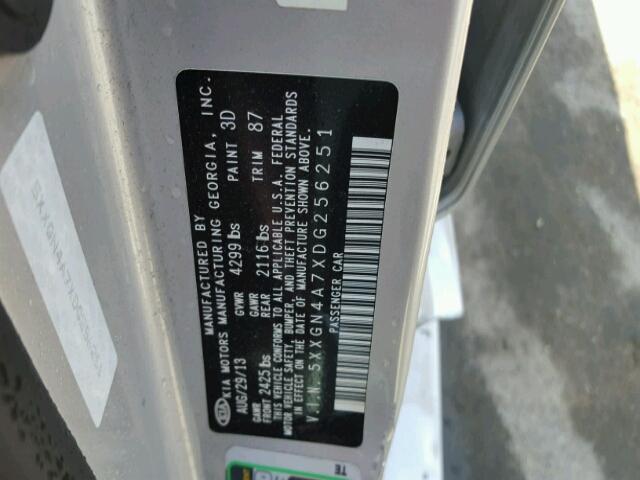 KIA
MANUFACTURED BY
KIA MOTORS MANUFACTURING GEORGIA, INC.
AUG/29/13 GVWR 4299 lbs PAINT 3D
GAWR FRONT 2425 lbs GAWR REAR 2116 lbs TRIM 87
THIS VEHICLE CONFORMS TO ALL APPLICABLE U.S.A. FEDERAL
MOTOR VEHICLE SAFETY, BUMPER, AND THEFT PREVENTION STANDARDS
IN EFFECT ON THE DATE OF MANUFACTURE SHOWN ABOVE.
V.I.N. 5XXGN4A7XDG256251
PASSENGER CAR
TE